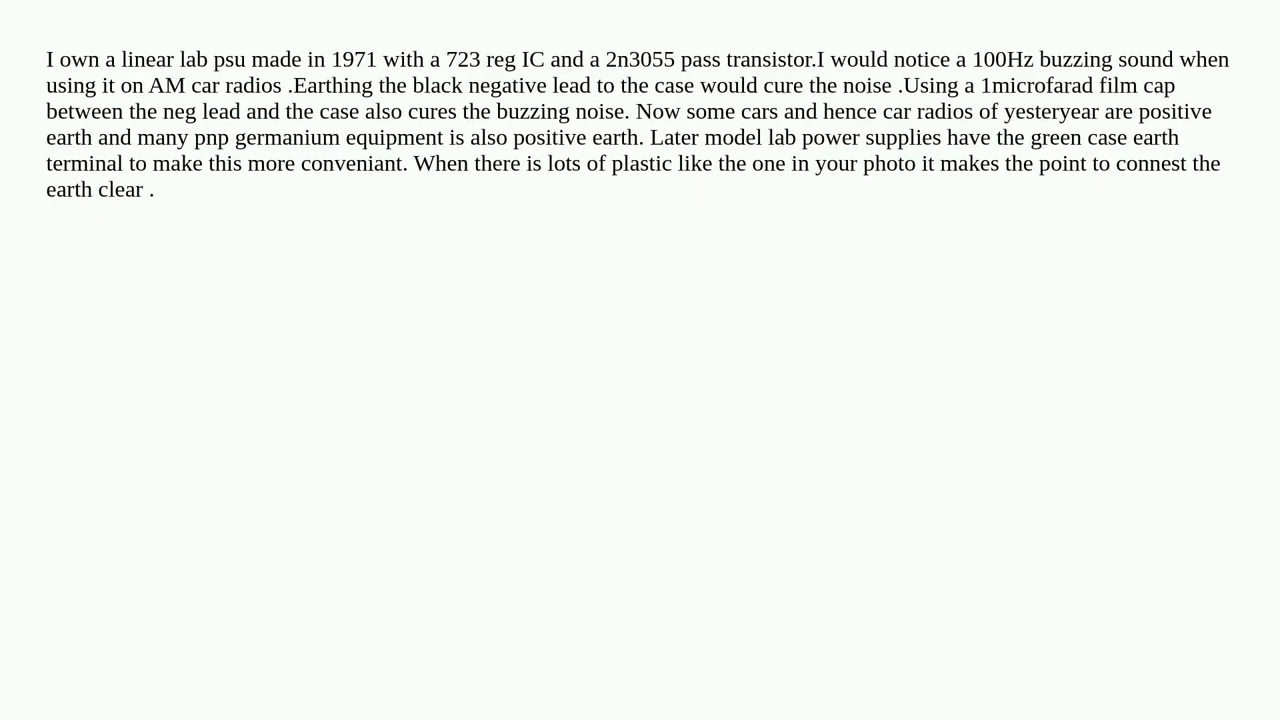 I own a linear lab psu made in 1971 with a 723 reg IC and a 2n3055 pass transistor.I would notice a 100Hz buzzing sound when
using it on AM car radios .Earthing the black negative lead to the case would cure the noise .Using a 1microfarad film cap
between the neg lead and the case also cures the buzzing noise. Now some cars and hence car radios of yesteryear are positive
earth and many pnp germanium equipment is also positive earth. Later model lab power supplies have the green case earth
terminal to make this more conveniant. When there is lots of plastic like the one in your photo it makes the point to connest the
earth clear .